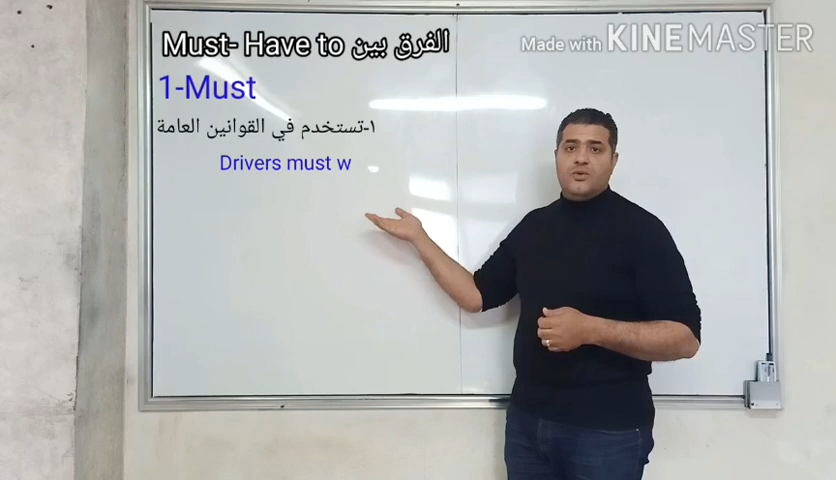 الفرق بين Must- Have to
Made with KINEMASTER
1-Must
١-تستخدم في القوانين العامة
Drivers must w